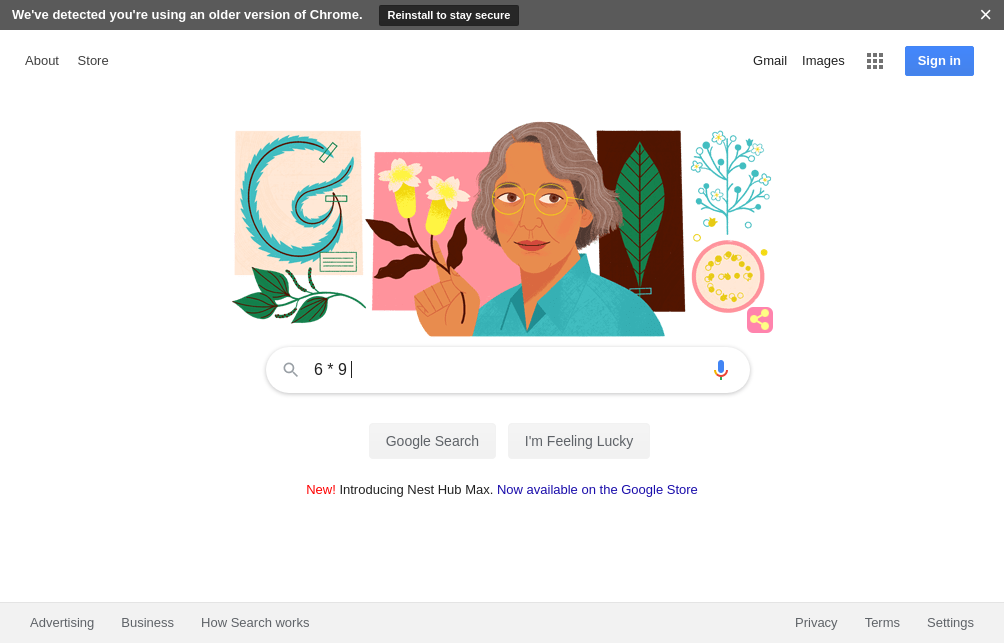 We've detected you're using an older version of Chrome. Reinstall to stay secure
About Store Gmail Images Sign in
6 * 9
Google Search I'm Feeling Lucky
New! Introducing Nest Hub Max. Now available on the Google Store
Advertising Business How Search works Privacy Terms Settings